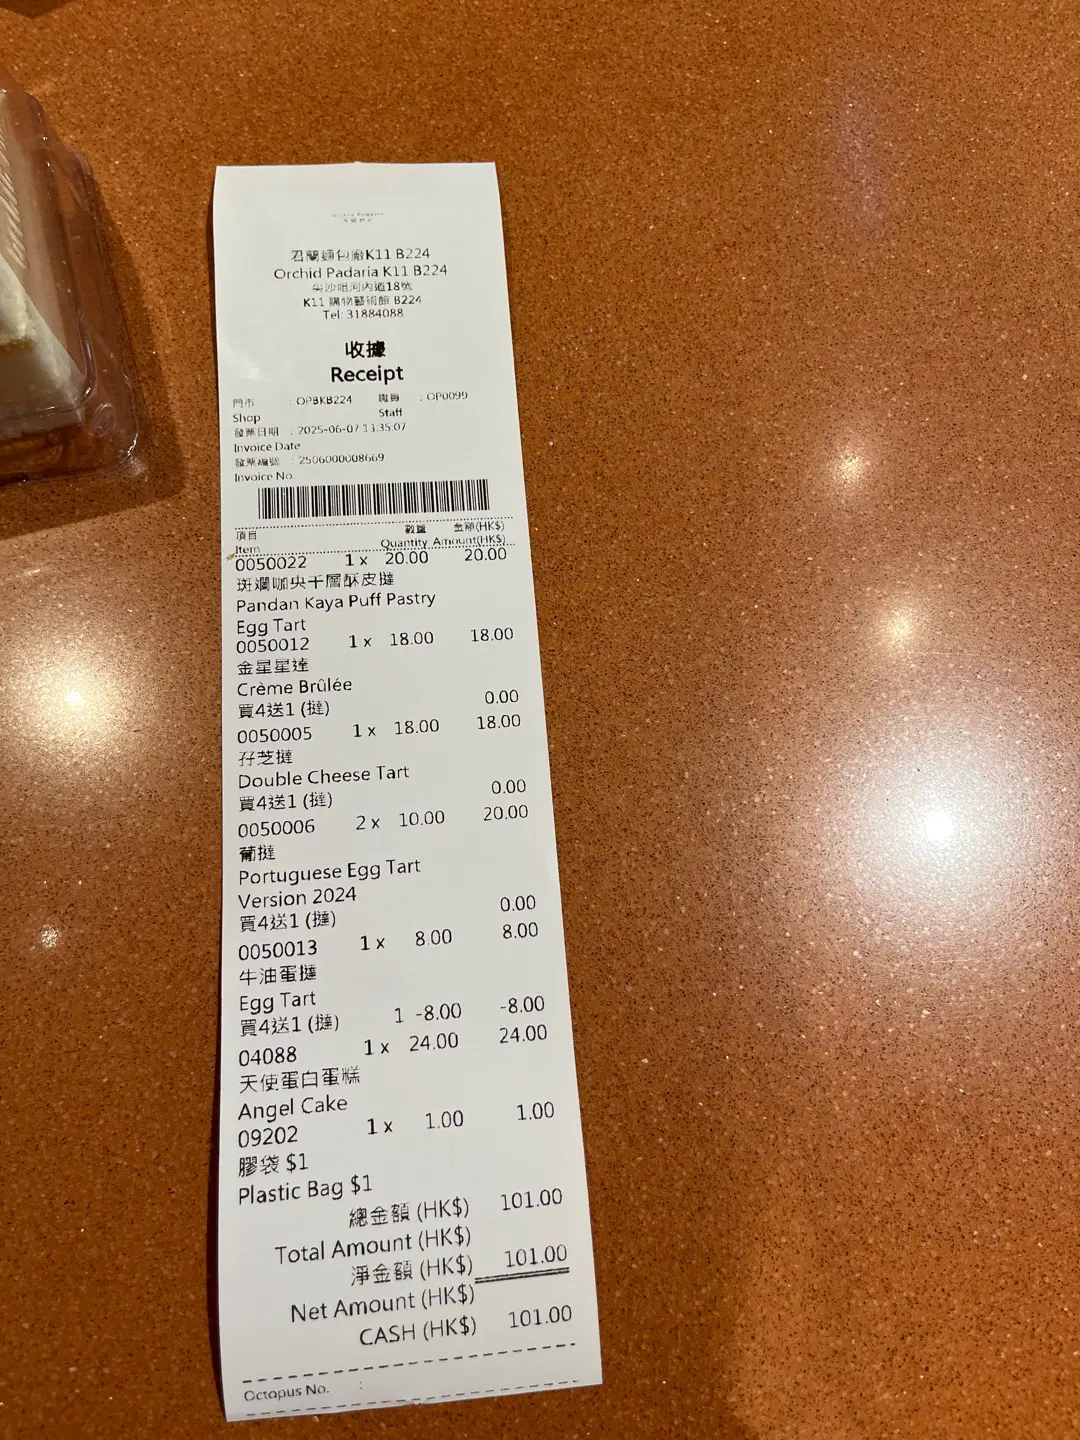 君蘭麵包廠K11 B224
Orchid Padaria K11 B224
尖沙咀河內道18號
K11 購物藝術館 B224
Tel: 31884088
收據
Receipt
門市 : OPBKB224 職員 : OP0099
Shop Staff
發票日期 : 2025-06-07 13:35:07
Invoice Date
發票編號 : 2506000008669
Invoice No.
項目 數量 金額(HK$)
Item Quantity Amount(HK$)
0050022 1 x 20.00 20.00
斑斕咖央千層酥皮撻
Pandan Kaya Puff Pastry
Egg Tart
0050012 1 x 18.00 18.00
金星星達
Crème Brûlée
買4送1 (撻) 0.00
0050005 1 x 18.00 18.00
孖芝撻
Double Cheese Tart
買4送1 (撻) 0.00
0050006 2 x 10.00 20.00
葡撻
Portuguese Egg Tart
Version 2024
買4送1 (撻) 0.00
0050013 1 x 8.00 8.00
牛油蛋撻
Egg Tart
買4送1 (撻) 1 -8.00 -8.00
04088 1 x 24.00 24.00
天使蛋白蛋糕
Angel Cake
09202 1 x 1.00 1.00
膠袋 $1
Plastic Bag $1
總金額 (HK$) 101.00
Total Amount (HK$)
淨金額 (HK$) 101.00
Net Amount (HK$)
CASH (HK$) 101.00
Octopus No. :